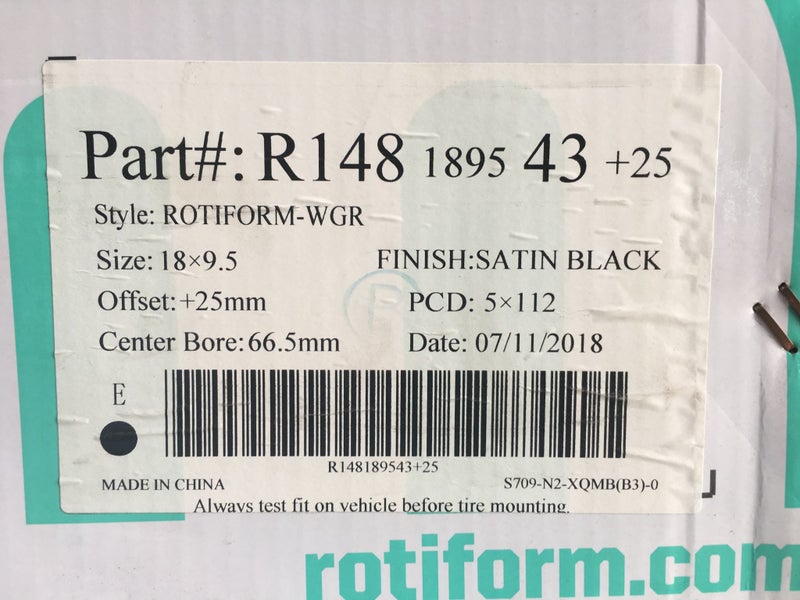 Part#: R148 1895 43 +25
Style: ROTIFORM-WGR
Size: 18×9.5 FINISH:SATIN BLACK
Offset: +25mm PCD: 5×112
Center Bore: 66.5mm Date: 07/11/2018
E
R148189543+25
MADE IN CHINA S709-N2-XQMB(B3)-0
Always test fit on vehicle before tire mounting.
rotiform.com